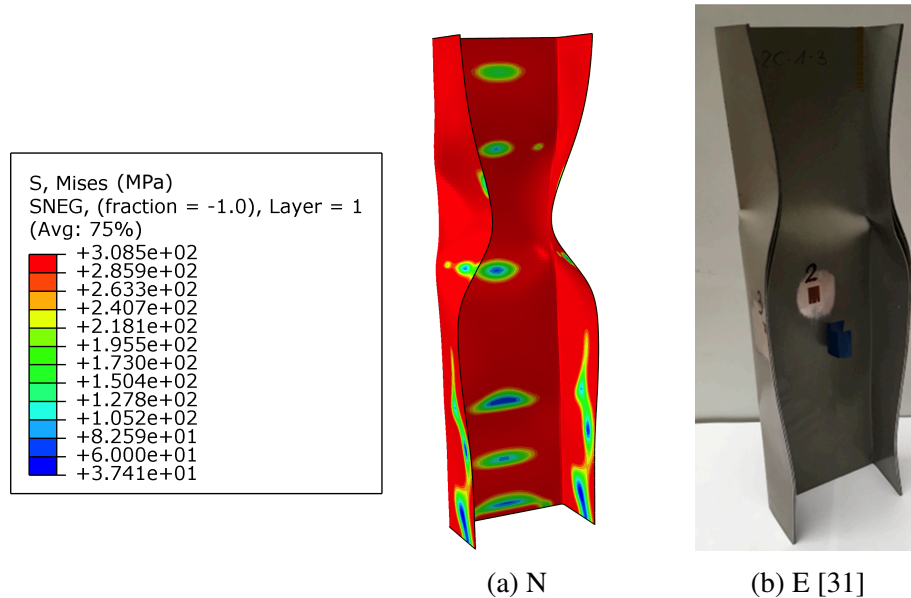 S, Mises (MPa)
SNEG, (fraction = -1.0), Layer = 1
(Avg: 75%)
+3.085e+02
+2.859e+02
+2.633e+02
+2.407e+02
+2.181e+02
+1.955e+02
+1.730e+02
+1.504e+02
+1.278e+02
+1.052e+02
+8.259e+01
+6.000e+01
+3.741e+01
2C-1-3
2
3
(a) N
(b) E [31]